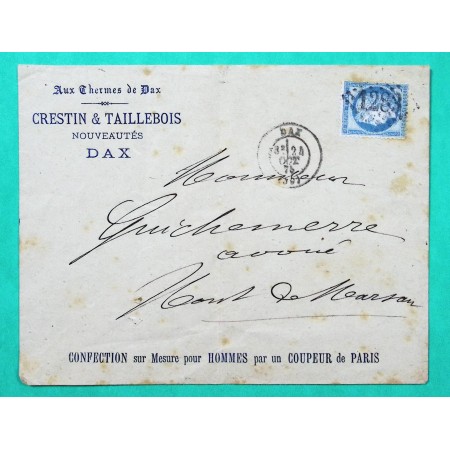 Aux Thermes de Dax
CRESTIN & TAILLEBOIS
NOUVEAUTÉS
DAX
DAX
24
OCT
Monsieur
Guichemerre
avoué
Mont de Marsan
CONFECTION sur Mesure pour HOMMES par un COUPEUR de PARIS